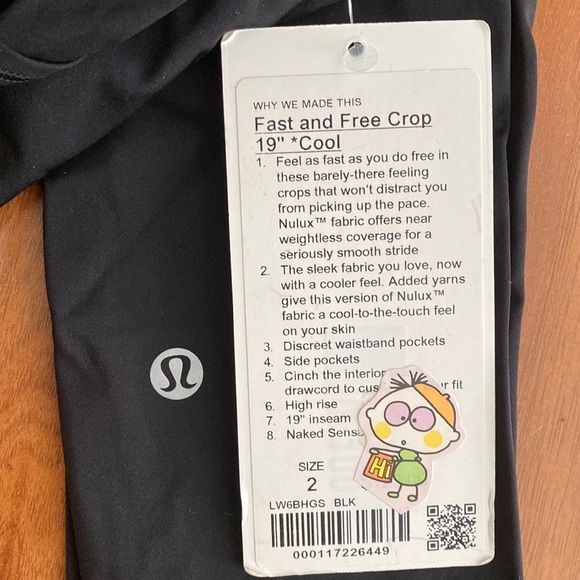 WHY WE MADE THIS
Fast and Free Crop
19" *Cool
1. Feel as fast as you do free in
these barely-there feeling
crops that won't distract you
from picking up the pace.
Nulux™ fabric offers near
weightless coverage for a
seriously smooth stride
2. The sleek fabric you love, now
with a cooler feel. Added yarns
give this version of Nulux™
fabric a cool-to-the-touch feel
on your skin
3. Discreet waistband pockets
4. Side pockets
5. Cinch the interior
drawcord to fit
6. High rise
7. 19" inseam
8. Naked
Hi
SIZE
2
LW6BHGS BLK
000117226449